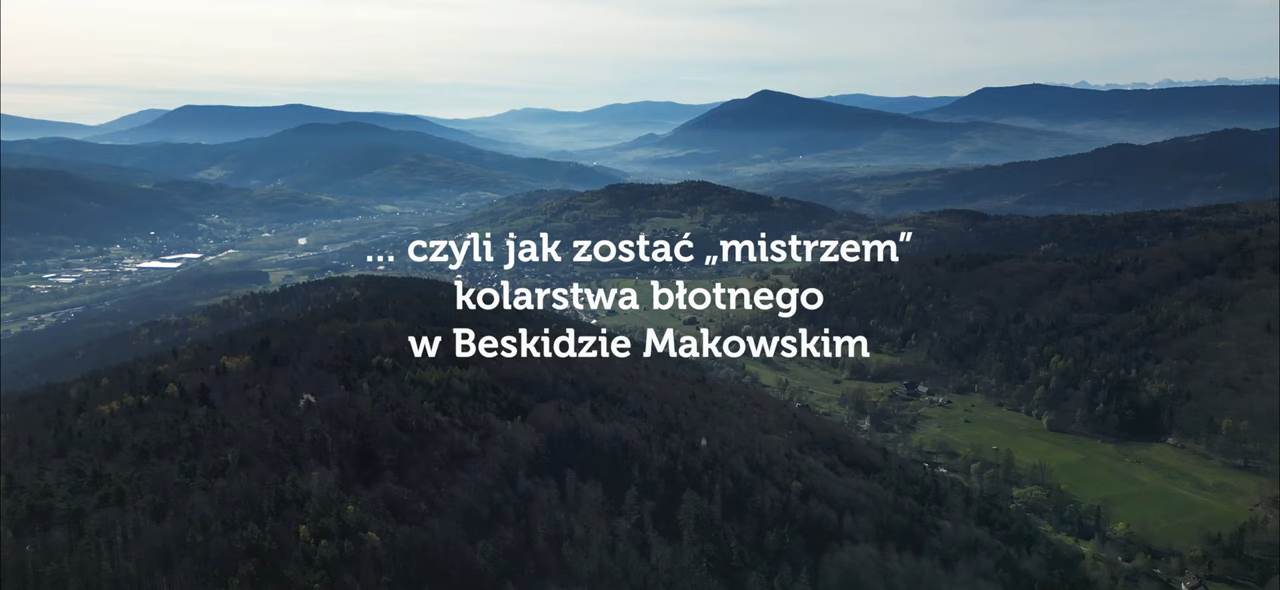 ... czyli jak zostać „mistrzem”
kolarstwa błotnego
w Beskidzie Makowskim